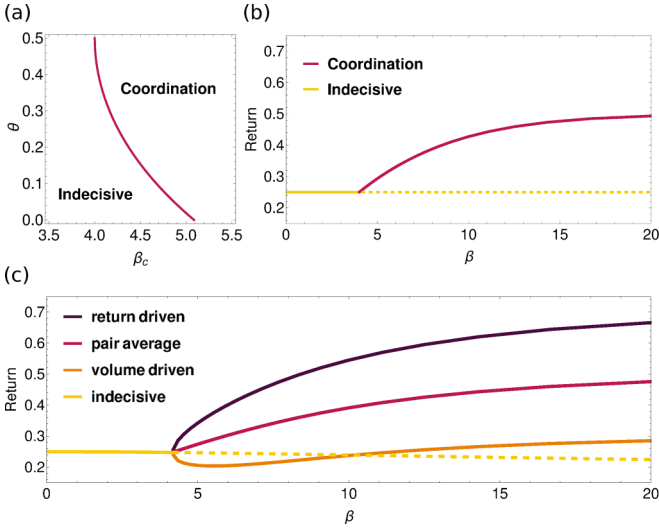 (a)
0.5
0.4
0.3
0.2
0.1
0.0
θ
Coordination
Indecisive
3.5 4.0 4.5 5.0 5.5
βc
(b)
0.7
0.6
0.5
0.4
0.3
0.2
Return
Coordination
Indecisive
0 5 10 15 20
β
(c)
0.7
0.6
0.5
0.4
0.3
0.2
Return
return driven
pair average
volume driven
indecisive
0 5 10 15 20
β